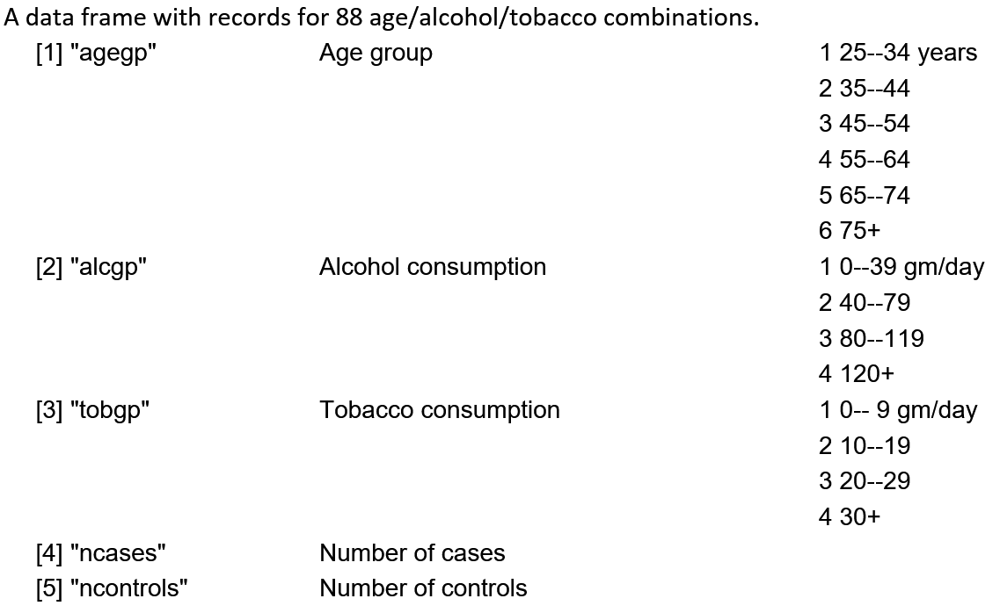 A data frame with records for 88 age/alcohol/tobacco combinations.
[1] "agegp" Age group 1 25--34 years
2 35--44
3 45--54
4 55--64
5 65--74
6 75+
[2] "alcgp" Alcohol consumption 1 0--39 gm/day
2 40--79
3 80--119
4 120+
[3] "tobgp" Tobacco consumption 1 0-- 9 gm/day
2 10--19
3 20--29
4 30+
[4] "ncases" Number of cases
[5] "ncontrols" Number of controls